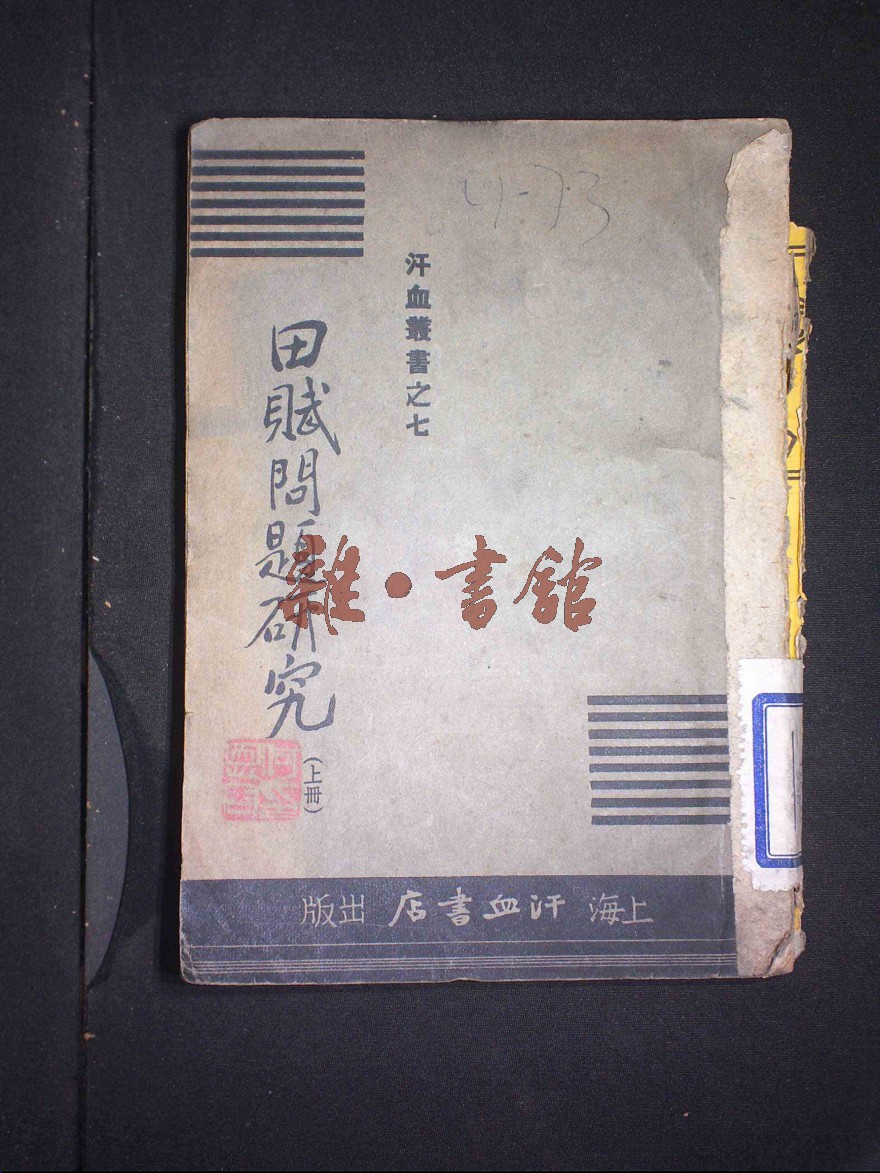 4-73
汗血叢書之七
田賦問題研究
(上冊)
雜·書館
上海 汗血書店 出版